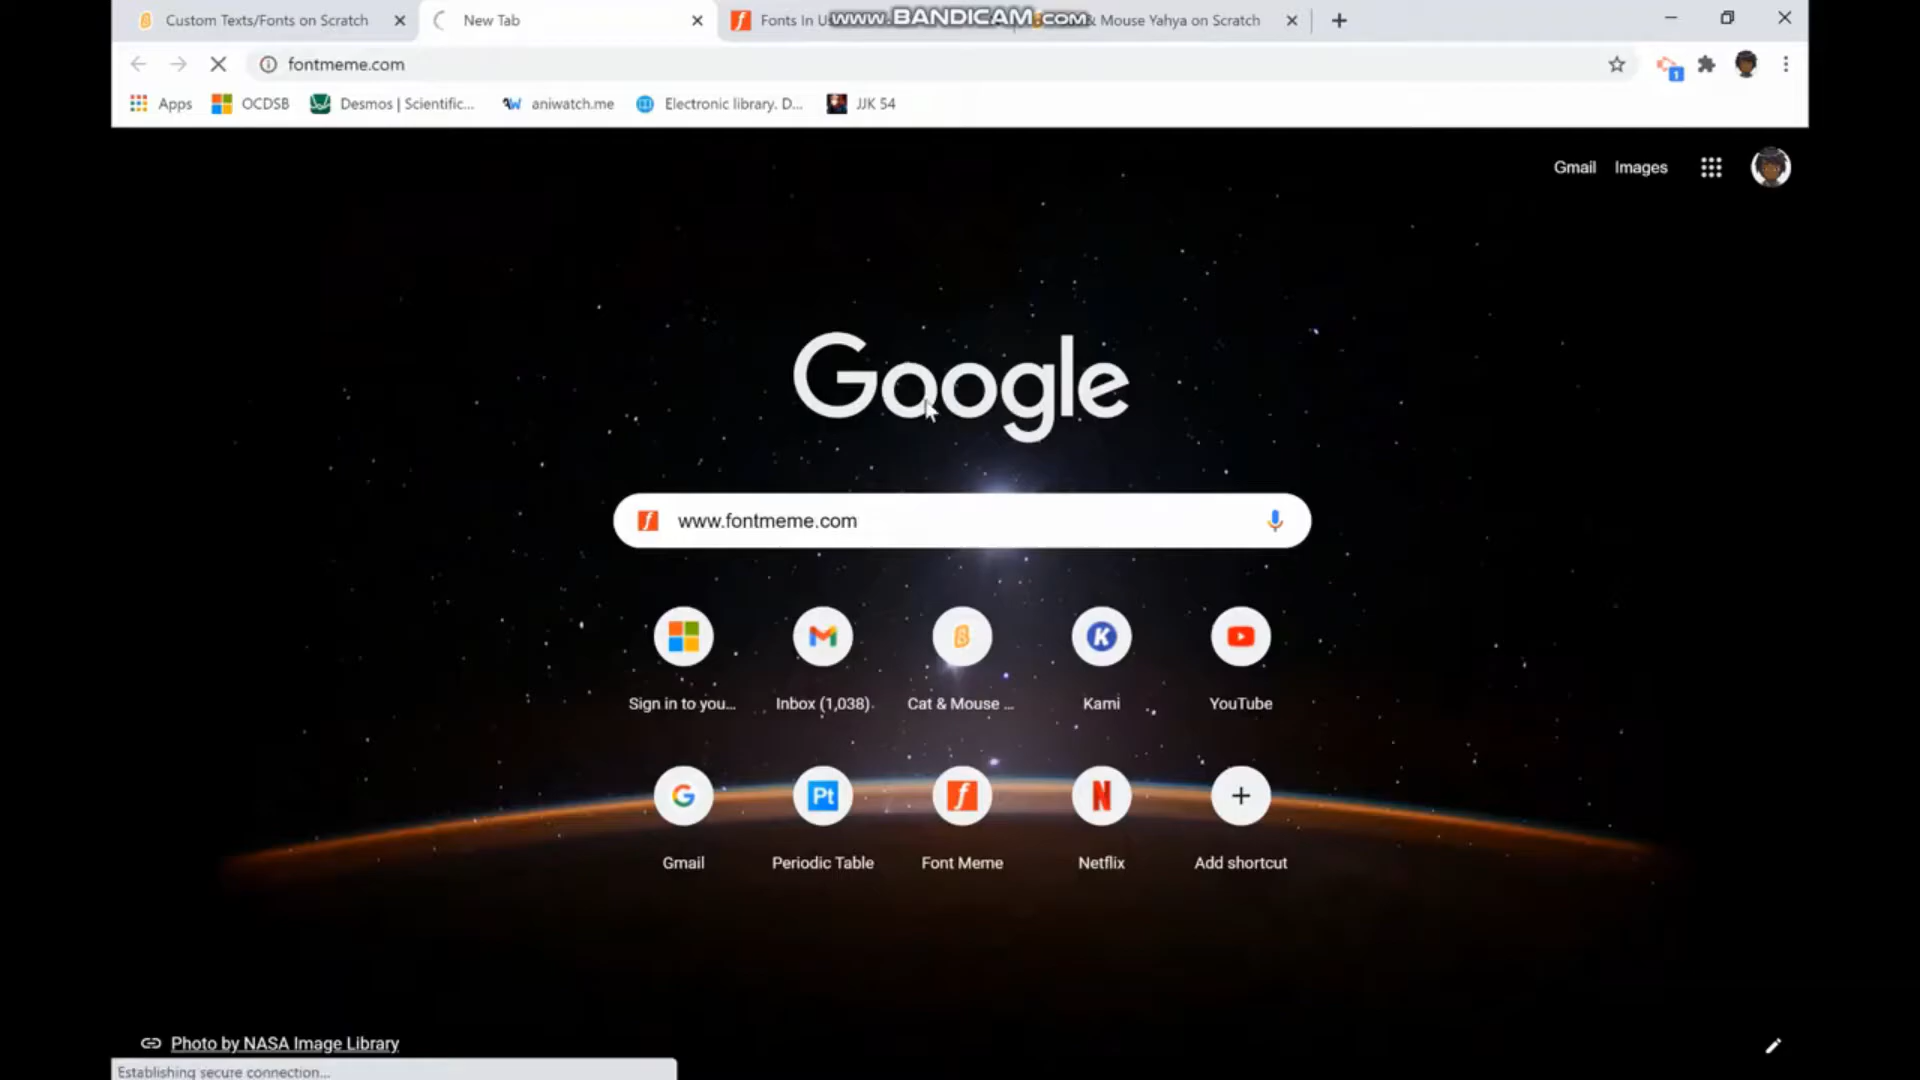 Custom Texts/Fonts on Scratch
New Tab
Fonts In U
www.BANDICAM.com
& Mouse Yahya on Scratch
fontmeme.com
1
Apps
OCDSB
Desmos | Scientific...
aniwatch.me
Electronic library. D...
JJK 54
Gmail
Images
Google
www.fontmeme.com
Sign in to you...
Inbox (1,038)
Cat & Mouse ...
K
Kami
YouTube
G
Pt
f
N
Gmail
Periodic Table
Font Meme
Netflix
Add shortcut
Photo by NASA Image Library
Establishing secure connection...